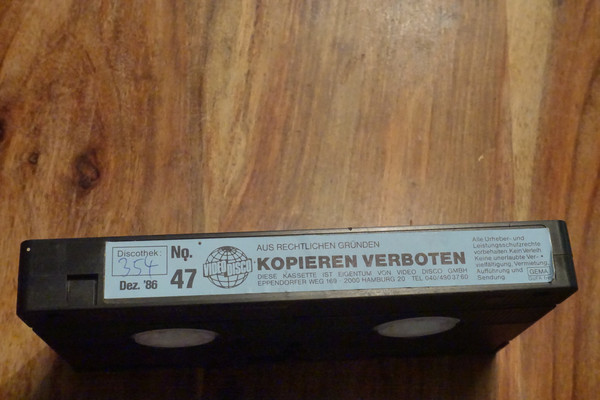 Discothek:
354
Dez. '86
No.
47
VIDEO DISCO
AUS RECHTLICHEN GRÜNDEN
KOPIEREN VERBOTEN
DIESE KASSETTE IST EIGENTUM VON VIDEO DISCO GMBH
EPPENDORFER WEG 169 · 2000 HAMBURG 20 TEL 040/450 37 60
Alle Urheber- und
Leistungsschutzrechte
vorbehalten. Kein Verleih.
Keine unerlaubte Ver-
vielfältigung, Vermietung,
Aufführung und
Sendung
GEMA